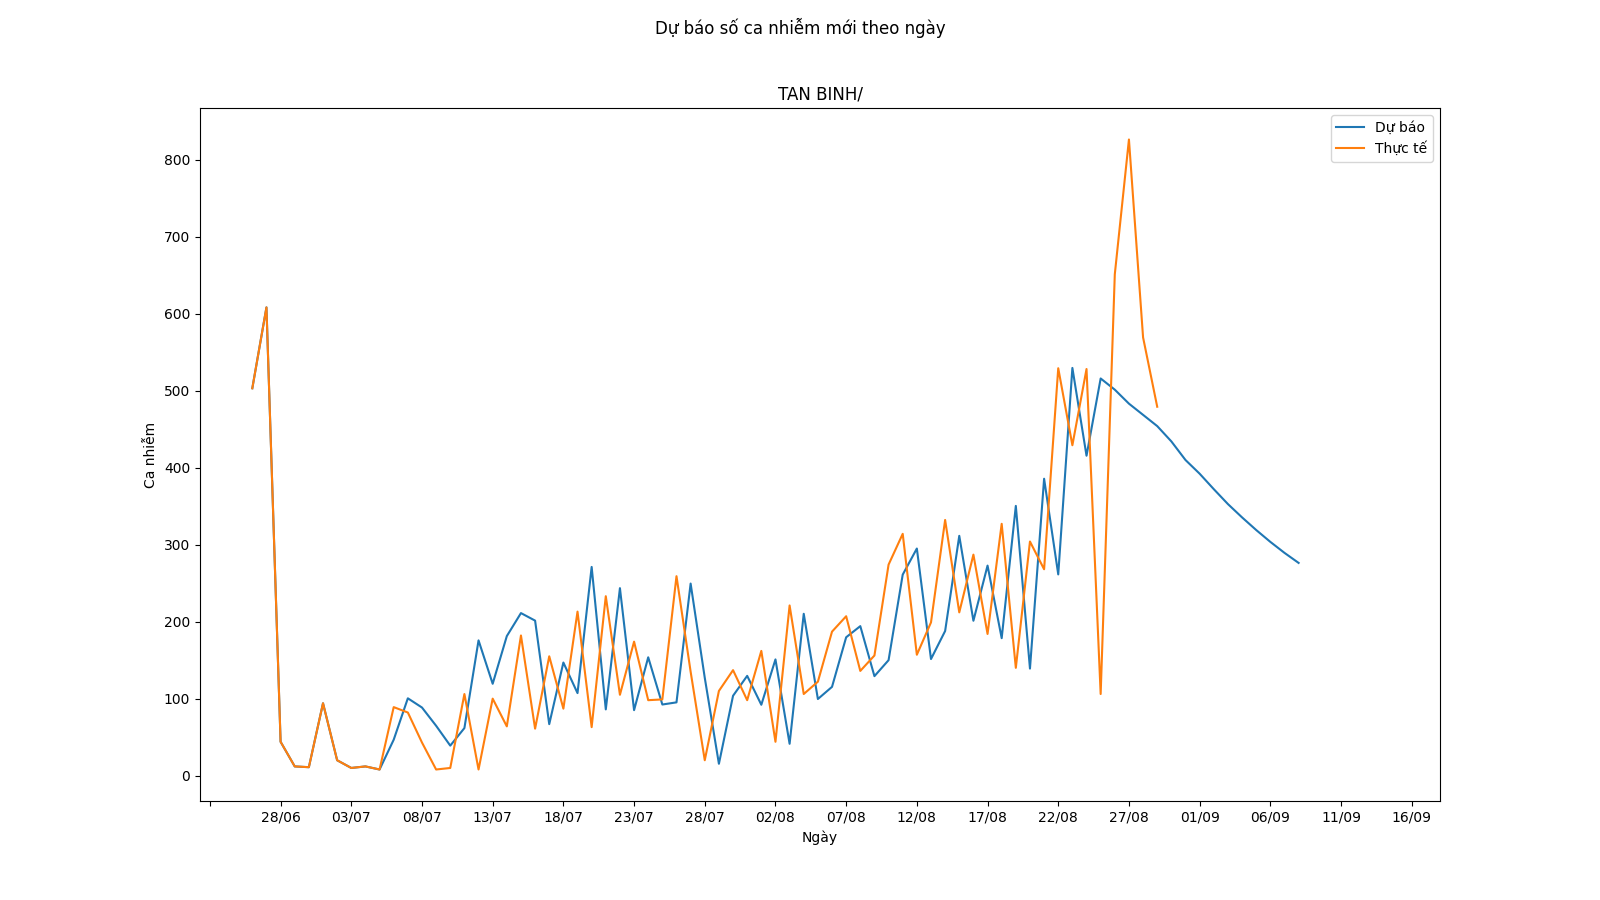 Dự báo số ca nhiễm mới theo ngày
TAN BINH/
Dự báo
Thực tế
800
700
600
500
400
300
200
100
0
Ca nhiễm
28/06 03/07 08/07 13/07 18/07 23/07 28/07 02/08 07/08 12/08 17/08 22/08 27/08 01/09 06/09 11/09 16/09
Ngày